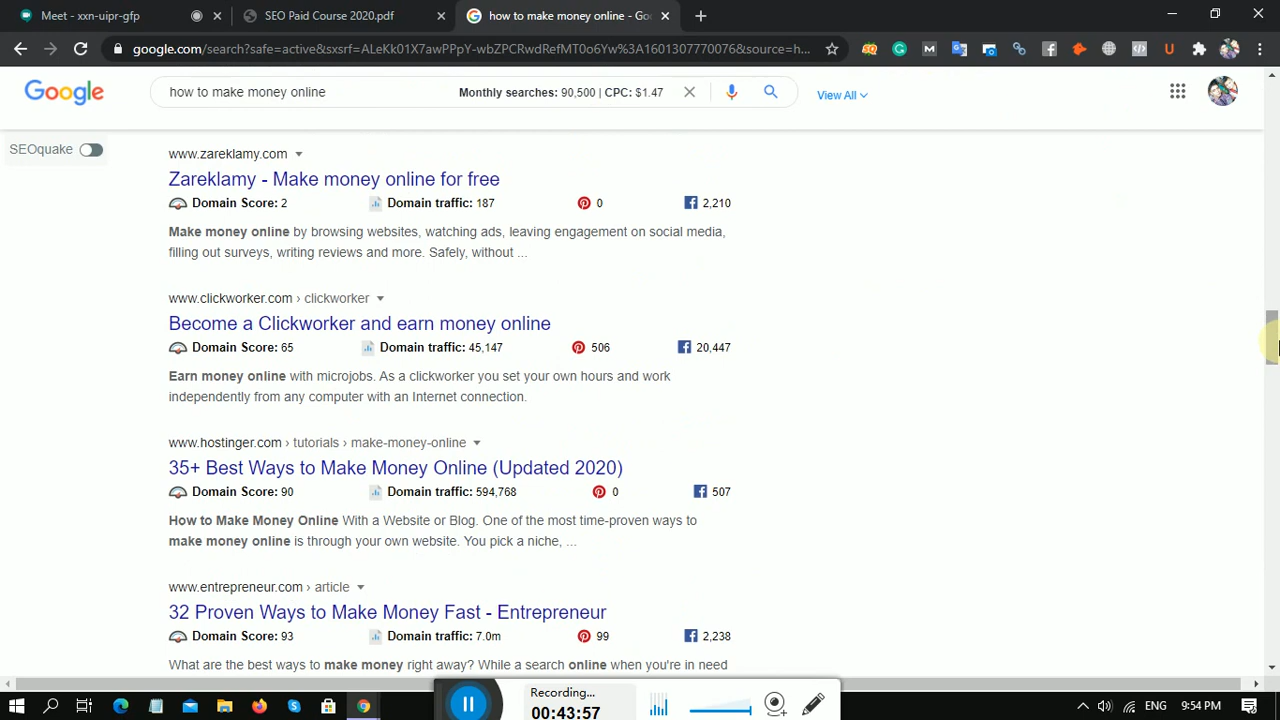 Meet - xxn-uipr-gfp
SEO Paid Course 2020.pdf
how to make money online - Goo
google.com/search?safe=active&sxsrf=ALeKk01X7awPPpY-wbZPCRwdRefMT0o6Yw%3A1601307770076&source=h...
Google
how to make money online
Monthly searches: 90,500 | CPC: $1.47
View All
SEOquake
www.zareklamy.com
Zareklamy - Make money online for free
Domain Score: 2 Domain traffic: 187 0 2,210
Make money online by browsing websites, watching ads, leaving engagement on social media,
filling out surveys, writing reviews and more. Safely, without ...
www.clickworker.com › clickworker
Become a Clickworker and earn money online
Domain Score: 65 Domain traffic: 45,147 506 20,447
Earn money online with microjobs. As a clickworker you set your own hours and work
independently from any computer with an Internet connection.
www.hostinger.com › tutorials › make-money-online
35+ Best Ways to Make Money Online (Updated 2020)
Domain Score: 90 Domain traffic: 594,768 0 507
How to Make Money Online With a Website or Blog. One of the most time-proven ways to
make money online is through your own website. You pick a niche, ...
www.entrepreneur.com › article
32 Proven Ways to Make Money Fast - Entrepreneur
Domain Score: 93 Domain traffic: 7.0m 99 2,238
What are the best ways to make money right away? While a search online when you're in need
Recording...
00:43:57
ENG 9:54 PM